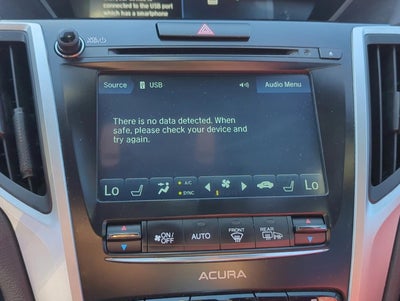 connected to the USB port
which has a smartphone
Source
USB
Audio Menu
There is no data detected. When
safe, please check your device and
try again.
Lo
A/C
SYNC
Lo
ON/
OFF
AUTO
FRONT
REAR
ACURA